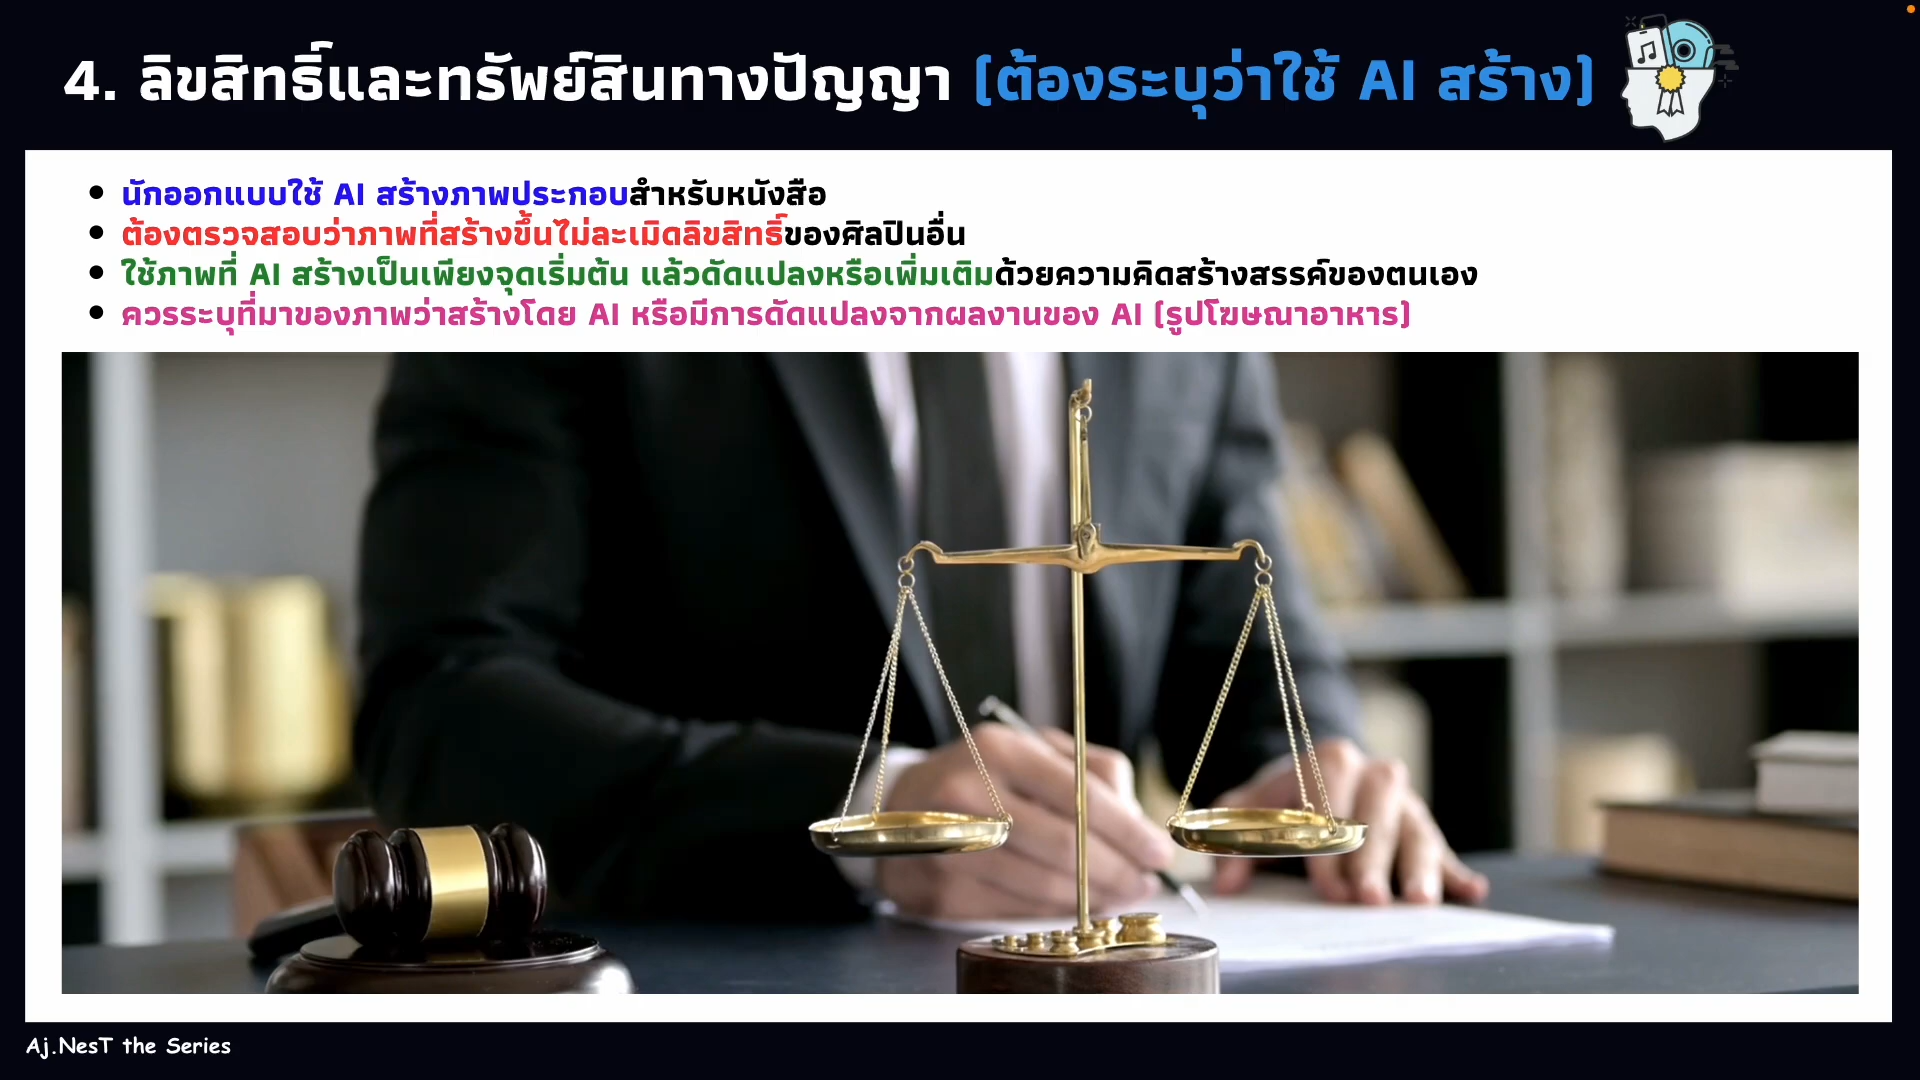 4. ลิขสิทธิ์และทรัพย์สินทางปัญญา (ต้องระบุว่าใช้ AI สร้าง)
• นักออกแบบใช้ AI สร้างภาพประกอบสำหรับหนังสือ
• ต้องตรวจสอบว่าภาพที่สร้างขึ้นไม่ละเมิดลิขสิทธิ์ของศิลปินอื่น
• ใช้ภาพที่ AI สร้างเป็นเพียงจุดเริ่มต้น แล้วดัดแปลงหรือเพิ่มเติมด้วยความคิดสร้างสรรค์ของตนเอง
• ควรระบุที่มาของภาพว่าสร้างโดย AI หรือมีการดัดแปลงจากผลงานของ AI (รูปโฆษณาอาหาร)
Aj.NesT the Series